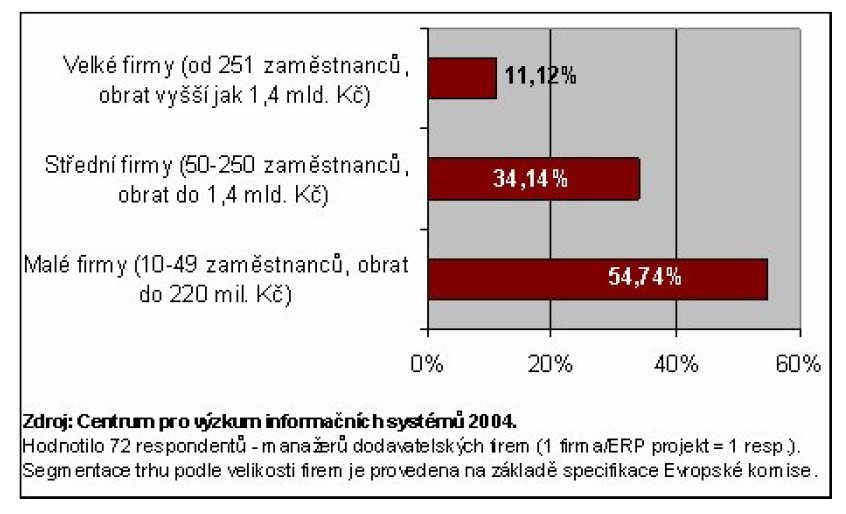 Velké firmy (od 251 zaměstnanců,
obrat vyšší jak 1,4 mld. Kč)
11,12%
Střední firmy (50-250 zaměstnanců,
obrat do 1,4 mld. Kč)
34,14%
Malé firmy (10-49 zaměstnanců, obrat
do 220 mil. Kč)
54,74%
0% 20% 40% 60%
Zdroj: Centrum pro výzkum informačních systémů 2004.
Hodnotilo 72 respondentů - manažerů dodavatelských firem (1 firma/ERP projekt = 1 resp.).
Segmentace trhu podle velikosti firem je provedena na základě specifikace Evropské komise.